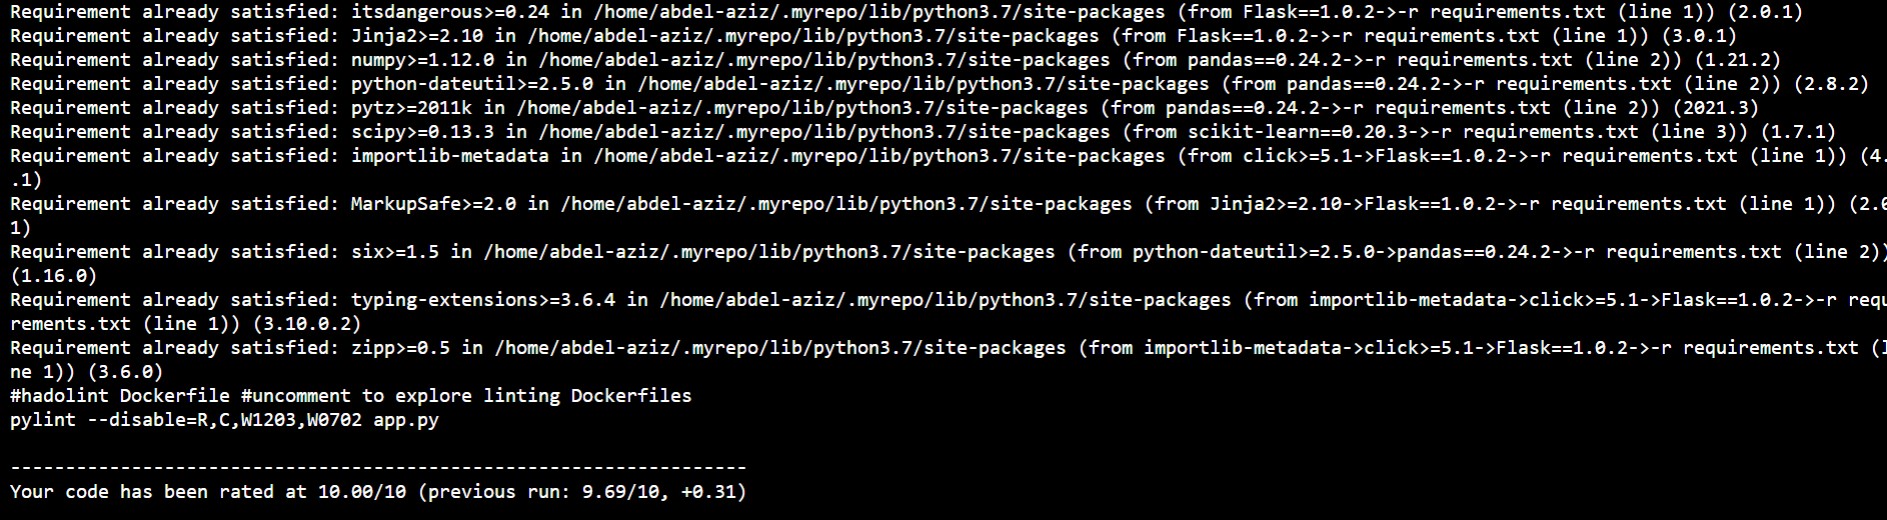 Requirement already satisfied: itsdangerous>=0.24 in /home/abdel-aziz/.myrepo/lib/python3.7/site-packages (from Flask==1.0.2->-r requirements.txt (line 1)) (2.0.1)
Requirement already satisfied: Jinja2>=2.10 in /home/abdel-aziz/.myrepo/lib/python3.7/site-packages (from Flask==1.0.2->-r requirements.txt (line 1)) (3.0.1)
Requirement already satisfied: numpy>=1.12.0 in /home/abdel-aziz/.myrepo/lib/python3.7/site-packages (from pandas==0.24.2->-r requirements.txt (line 2)) (1.21.2)
Requirement already satisfied: python-dateutil>=2.5.0 in /home/abdel-aziz/.myrepo/lib/python3.7/site-packages (from pandas==0.24.2->-r requirements.txt (line 2)) (2.8.2)
Requirement already satisfied: pytz>=2011k in /home/abdel-aziz/.myrepo/lib/python3.7/site-packages (from pandas==0.24.2->-r requirements.txt (line 2)) (2021.3)
Requirement already satisfied: scipy>=0.13.3 in /home/abdel-aziz/.myrepo/lib/python3.7/site-packages (from scikit-learn==0.20.3->-r requirements.txt (line 3)) (1.7.1)
Requirement already satisfied: importlib-metadata in /home/abdel-aziz/.myrepo/lib/python3.7/site-packages (from click>=5.1->Flask==1.0.2->-r requirements.txt (line 1)) (4.
.1)
Requirement already satisfied: MarkupSafe>=2.0 in /home/abdel-aziz/.myrepo/lib/python3.7/site-packages (from Jinja2>=2.10->Flask==1.0.2->-r requirements.txt (line 1)) (2.0
1)
Requirement already satisfied: six>=1.5 in /home/abdel-aziz/.myrepo/lib/python3.7/site-packages (from python-dateutil>=2.5.0->pandas==0.24.2->-r requirements.txt (line 2))
(1.16.0)
Requirement already satisfied: typing-extensions>=3.6.4 in /home/abdel-aziz/.myrepo/lib/python3.7/site-packages (from importlib-metadata->click>=5.1->Flask==1.0.2->-r requ
rements.txt (line 1)) (3.10.0.2)
Requirement already satisfied: zipp>=0.5 in /home/abdel-aziz/.myrepo/lib/python3.7/site-packages (from importlib-metadata->click>=5.1->Flask==1.0.2->-r requirements.txt (l
ne 1)) (3.6.0)
#hadolint Dockerfile #uncomment to explore linting Dockerfiles
pylint --disable=R,C,W1203,W0702 app.py
-------------------------------------------------------------------
Your code has been rated at 10.00/10 (previous run: 9.69/10, +0.31)